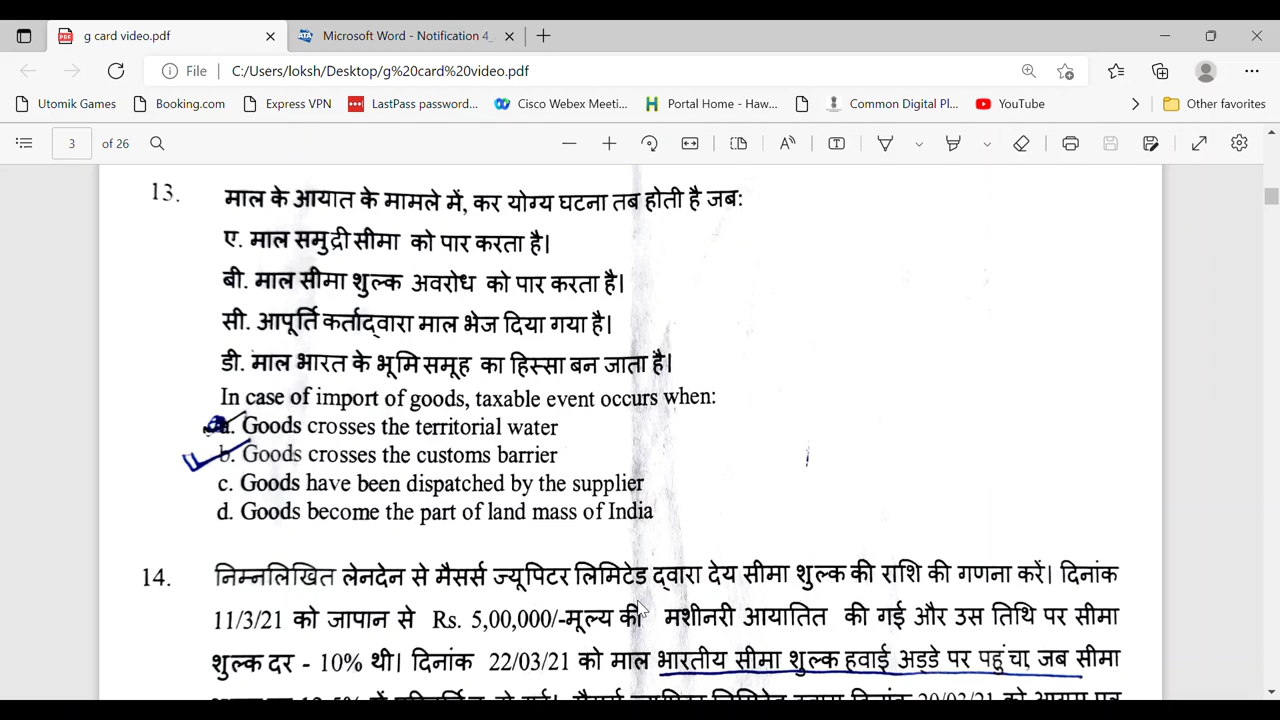 g card video.pdf
Microsoft Word - Notification 4_
File
C:/Users/loksh/Desktop/g%20card%20video.pdf
Utomik Games
Booking.com
Express VPN
LastPass password...
Cisco Webex Meeti...
Portal Home - Haw...
Common Digital Pl...
YouTube
Other favorites
3 of 26
13. माल के आयात के मामले में, कर योग्य घटना तब होती है जब:
ए. माल समुद्री सीमा को पार करता है।
बी. माल सीमा शुल्क अवरोध को पार करता है।
सी. आपूर्ति कर्ताद्वारा माल भेज दिया गया है।
डी. माल भारत के भूमि समूह का हिस्सा बन जाता है।
In case of import of goods, taxable event occurs when:
a. Goods crosses the territorial water
b. Goods crosses the customs barrier
c. Goods have been dispatched by the supplier
d. Goods become the part of land mass of India
14. निम्नलिखित लेनदेन से मैसर्स ज्यूपिटर लिमिटेड द्वारा देय सीमा शुल्क की राशि की गणना करें। दिनांक
11/3/21 को जापान से Rs. 5,00,000/-मूल्य की मशीनरी आयातित की गई और उस तिथि पर सीमा
शुल्क दर - 10% थी। दिनांक 22/03/21 को माल भारतीय सीमा शुल्क हवाई अड्डे पर पहुंचा, जब सीमा